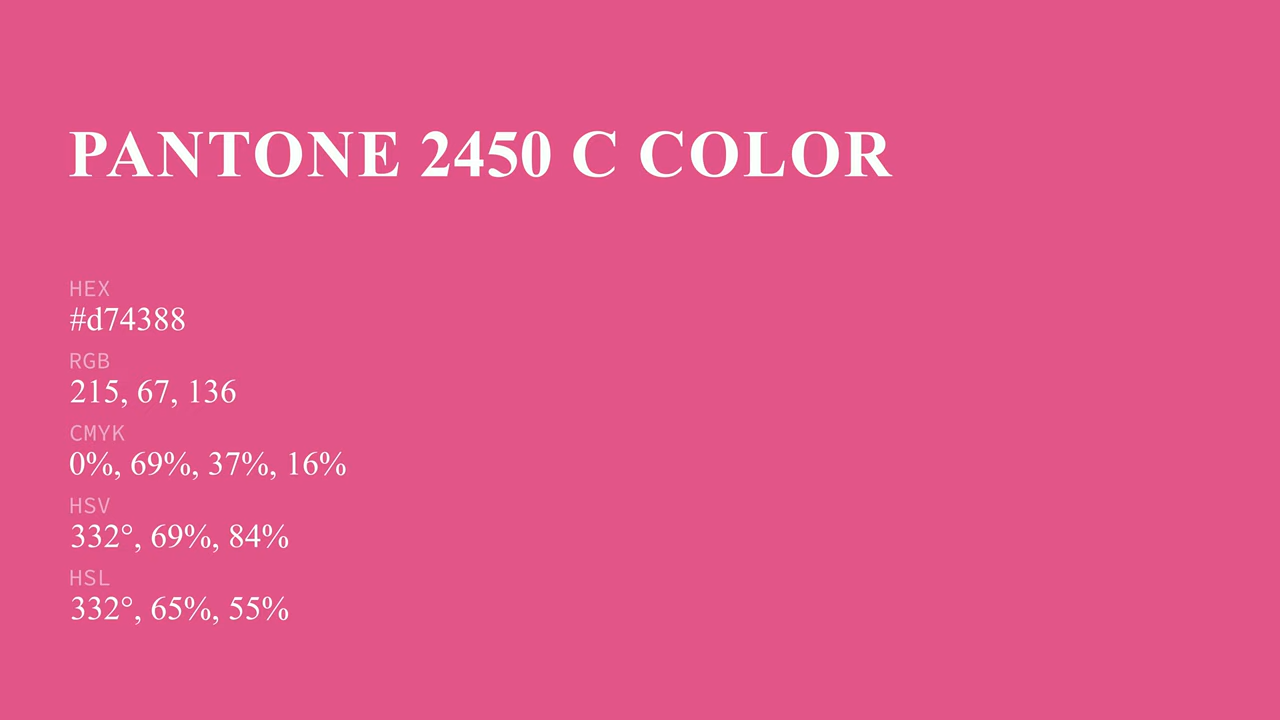 PANTONE 2450 C COLOR
HEX
#d74388
RGB
215, 67, 136
CMYK
0%, 69%, 37%, 16%
HSV
332°, 69%, 84%
HSL
332°, 65%, 55%